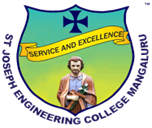 SERVICE AND EXCELLENCE
ST JOSEPH ENGINEERING COLLEGE MANGALURU